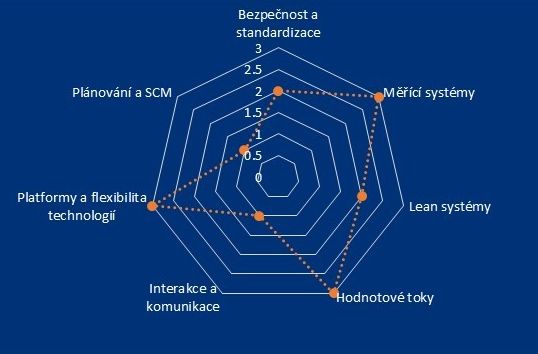 Bezpečnost a
standardizace
3
2.5
2
1.5
1
0.5
0
Měřící systémy
Lean systémy
Hodnotové toky
Interakce a
komunikace
Platformy a flexibilita
technologií
Plánování a SCM